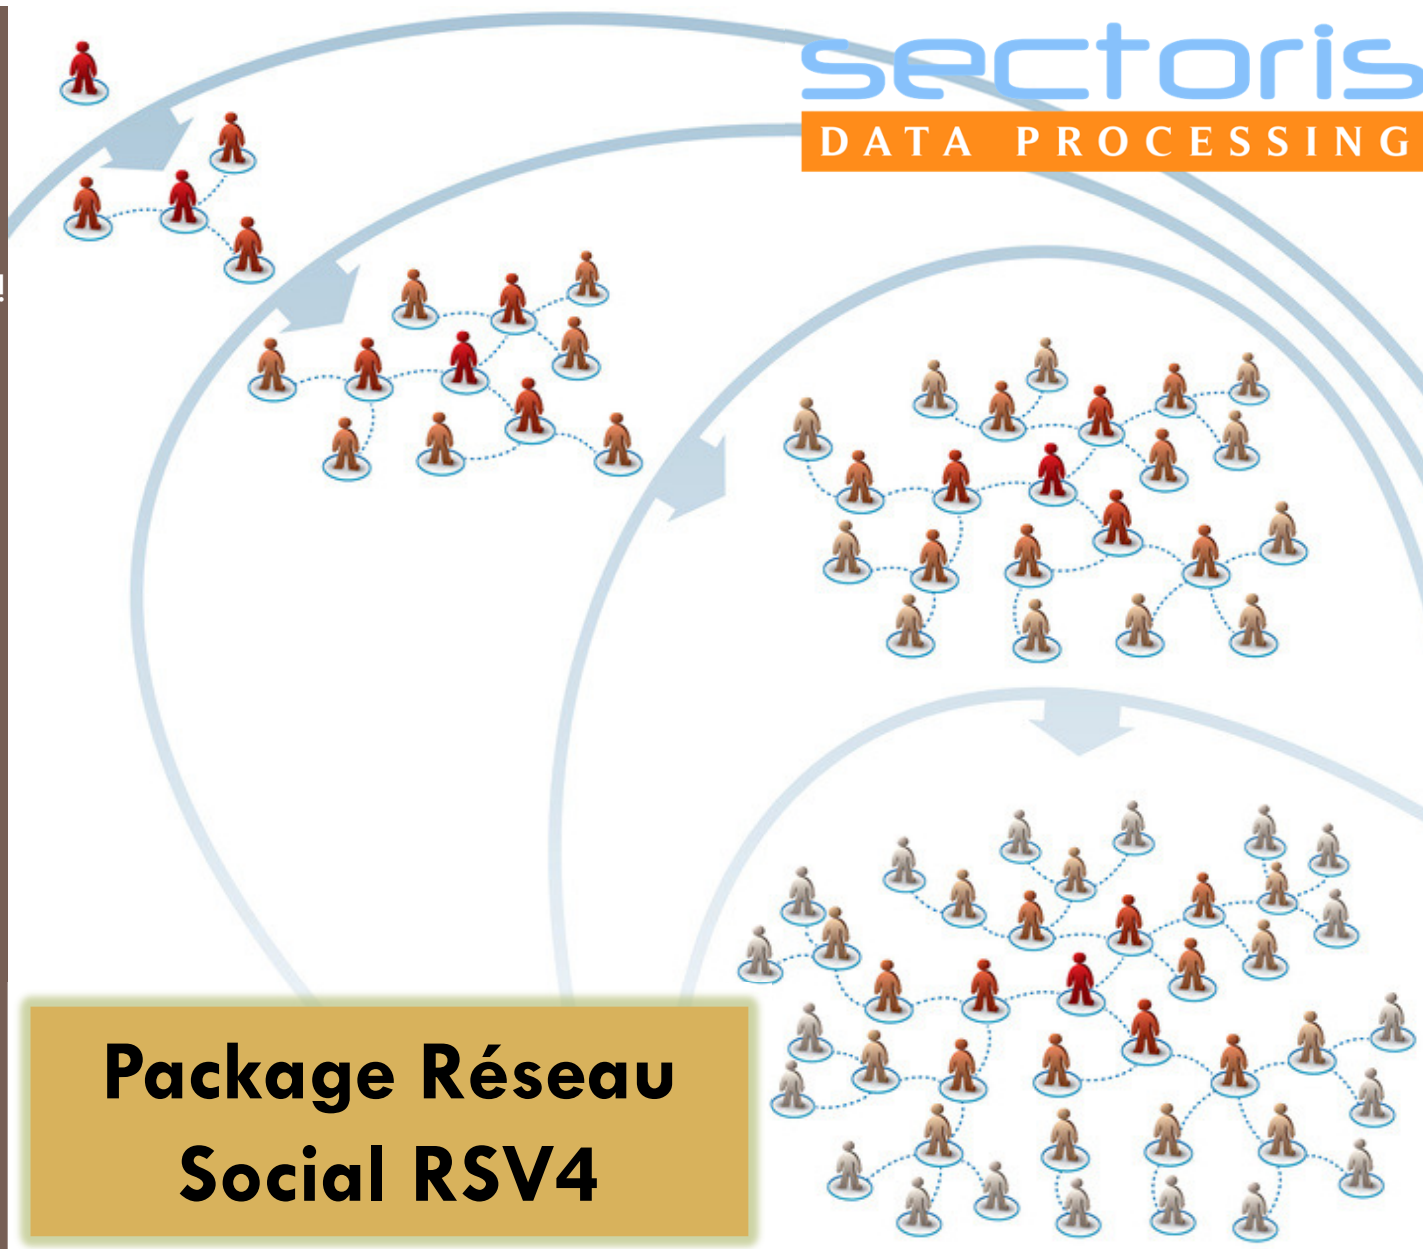 sectoris
DATA PROCESSING
!
Package Réseau
Social RSV4